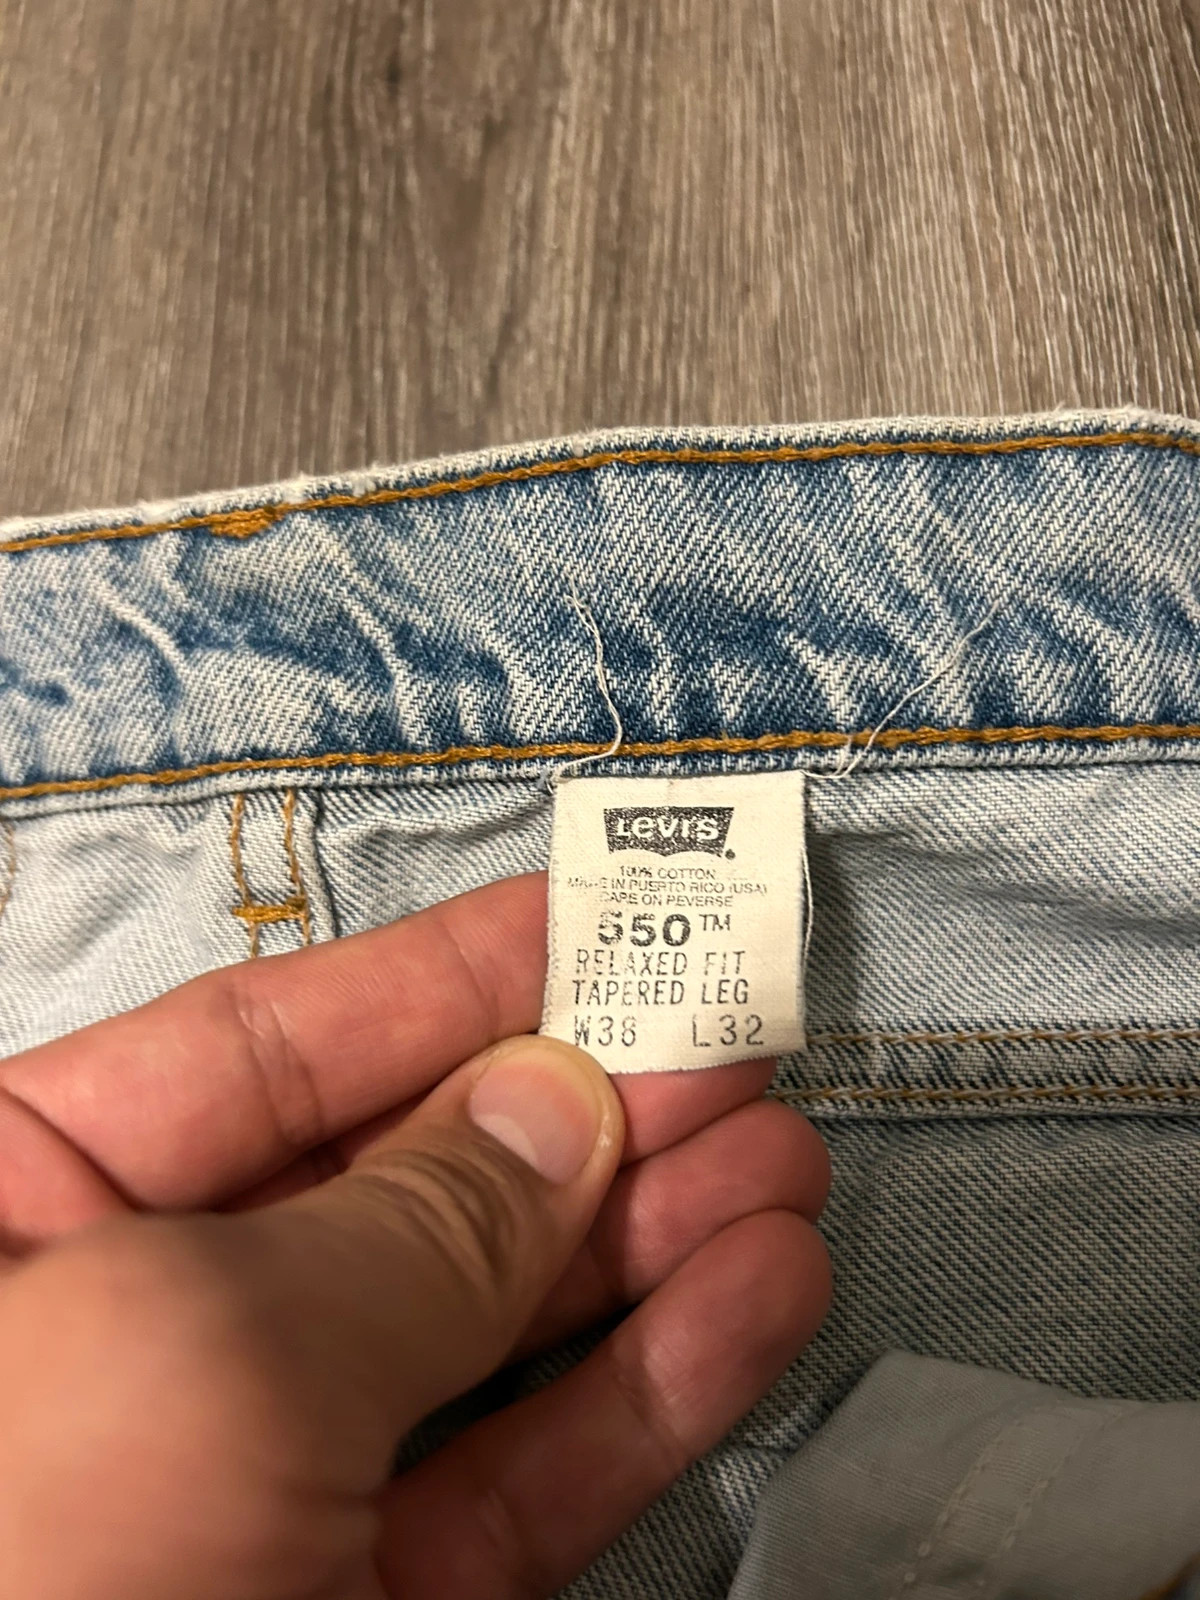 LEVI'S
100% COTTON
MADE IN PUERTO RICO (USA)
CARE ON REVERSE
550™
RELAXED FIT
TAPERED LEG
W38 L32